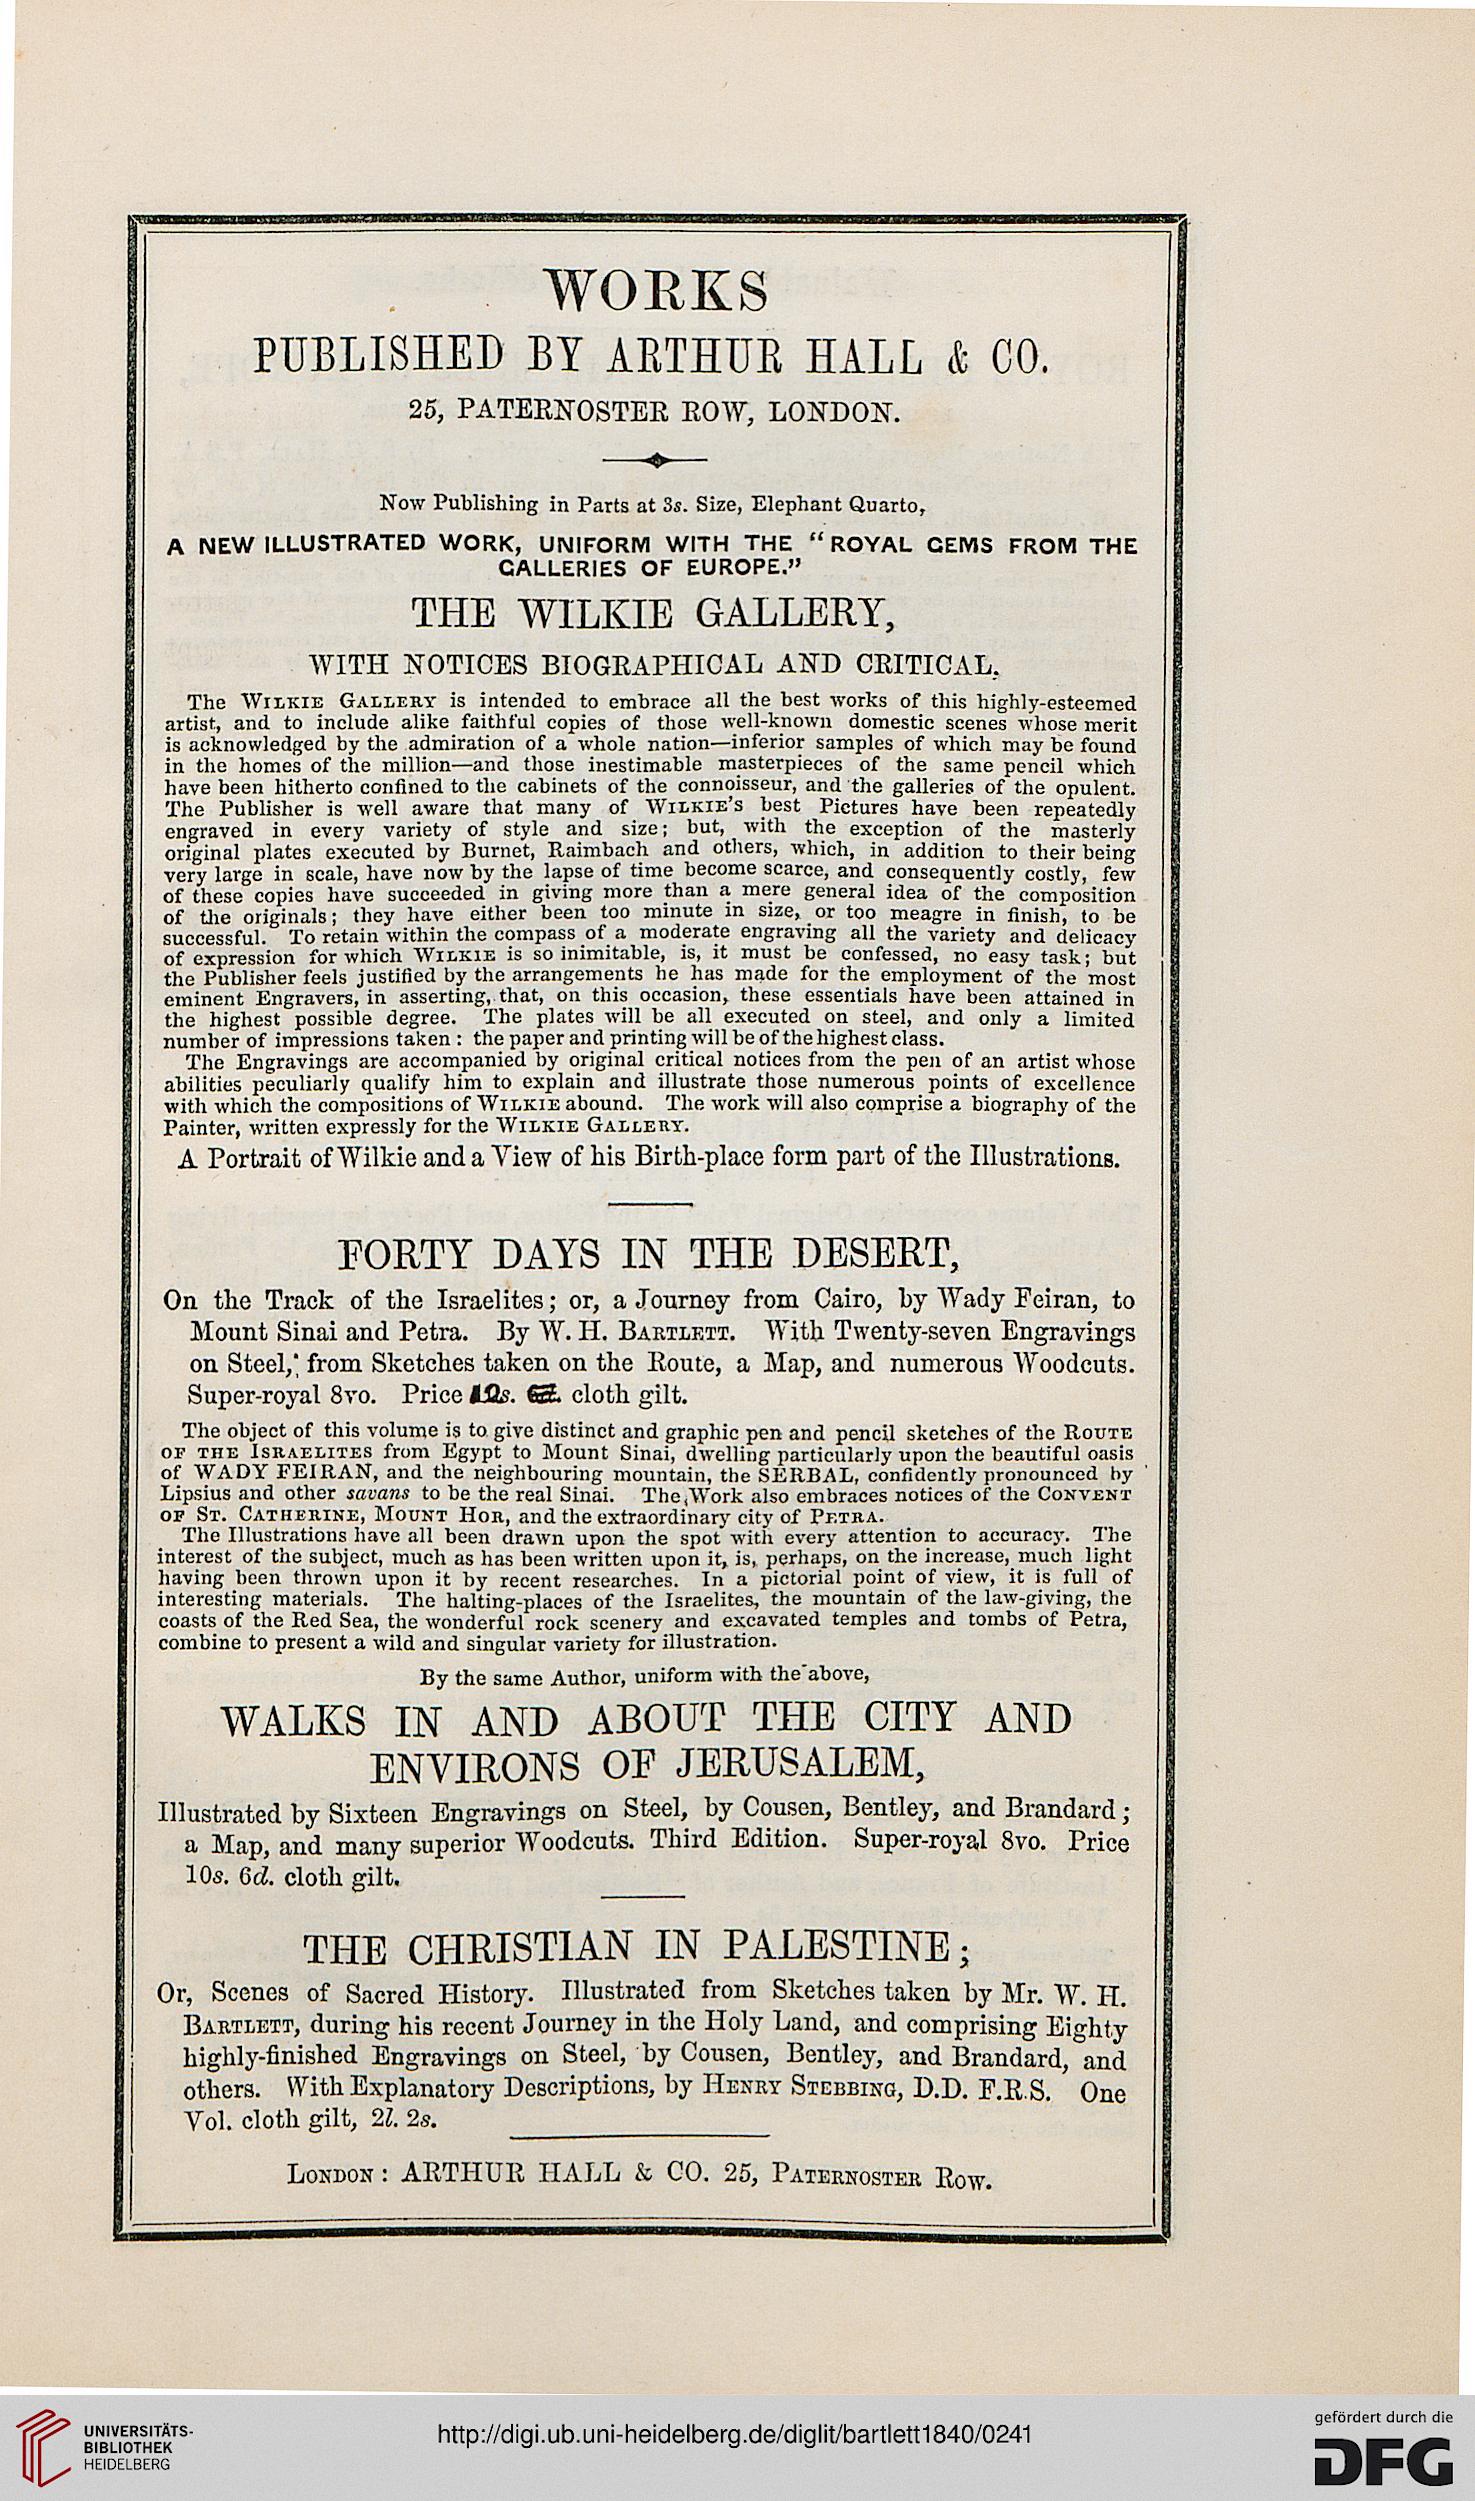 WORKS
PUBLISHED BY ARTHUR HALL & CO.
25, PATERNOSTER ROW, LONDON.
Now Publishing in Parts at 3s. Size, Elephant Quarto,
A NEW ILLUSTRATED WORK, UNIFORM WITH THE "ROYAL GEMS FROM THE
GALLERIES OF EUROPE."
THE WILKIE GALLERY,
WITH NOTICES BIOGRAPHICAL AND CRITICAL.
The WILKIE GALLERY is intended to embrace all the best works of this highly-esteemed
artist, and to include alike faithful copies of those well-known domestic scenes whose merit
is acknowledged by the admiration of a whole nation—inferior samples of which may be found
in the homes of the million—and those inestimable masterpieces of the same pencil which
have been hitherto confined to the cabinets of the connoisseur, and the galleries of the opulent.
The Publisher is well aware that many of WILKIE'S best Pictures have been repeatedly
engraved in every variety of style and size; but, with the exception of the masterly
original plates executed by Burnet, Raimbach and others, which, in addition to their being
very large in scale, have now by the lapse of time become scarce, and consequently costly, few
of these copies have succeeded in giving more than a mere general idea of the composition
of the originals; they have either been too minute in size, or too meagre in finish, to be
successful. To retain within the compass of a moderate engraving all the variety and delicacy
of expression for which WILKIE is so inimitable, is, it must be confessed, no easy task; but
the Publisher feels justified by the arrangements he has made for the employment of the most
eminent Engravers, in asserting, that, on this occasion, these essentials have been attained in
the highest possible degree. The plates will be all executed on steel, and only a limited
number of impressions taken: the paper and printing will be of the highest class.
The Engravings are accompanied by original critical notices from the pen of an artist whose
abilities peculiarly qualify him to explain and illustrate those numerous points of excellence
with which the compositions of WILKIE abound. The work will also comprise a biography of the
Painter, written expressly for the WILKIE GALLERY.
A Portrait of Wilkie and a View of his Birth-place form part of the Illustrations.
FORTY DAYS IN THE DESERT,
On the Track of the Israelites; or, a Journey from Cairo, by Wady Feiran, to
Mount Sinai and Petra. By W. H. BARTLETT. With Twenty-seven Engravings
on Steel, from Sketches taken on the Route, a Map, and numerous Woodcuts.
Super-royal 8vo. Price cloth gilt.
The object of this volume is to give distinct and graphic pen and pencil sketches of the ROUTE
OF THE ISRAELITES from Egypt to Mount Sinai, dwelling particularly upon the beautiful oasis
of WADY FEIRAN, and the neighbouring mountain, the SERBAL, confidently pronounced by
Lipsius and other savans to be the real Sinai. The Work also embraces notices of the CONVENT
OF ST. CATHERINE, MOUNT HOR, and the extraordinary city of PETRA.
The Illustrations have all been drawn upon the spot with every attention to accuracy. The
interest of the subject, much as has been written upon it, is, perhaps, on the increase, much light
having been thrown upon it by recent researches. In a pictorial point of view, it is full of
interesting materials. The halting-places of the Israelites, the mountain of the law-giving, the
coasts of the Red Sea, the wonderful rock scenery and excavated temples and tombs of Petra,
combine to present a wild and singular variety for illustration.
By the same Author, uniform with the above,
WALKS IN AND ABOUT THE CITY AND
ENVIRONS OF JERUSALEM,
Illustrated by Sixteen Engravings on Steel, by Cousen, Bentley, and Brandard;
a Map, and many superior Woodcuts. Third Edition. Super-royal 8vo. Price
10s. 6d. cloth gilt.
THE CHRISTIAN IN PALESTINE;
Or, Scenes of Sacred History. Illustrated from Sketches taken by Mr. W. H.
BARTLETT, during his recent Journey in the Holy Land, and comprising Eighty
highly-finished Engravings on Steel, by Cousen, Bentley, and Brandard, and
others. With Explanatory Descriptions, by HENRY STEBBING, D.D. F.R.S. One
Vol. cloth gilt, 2l. 2s.
LONDON: ARTHUR HALL & CO. 25, PATERNOSTER ROW.
UNIVERSITÄTS-
BIBLIOTHEK
HEIDELBERG
http://digi.ub.uni-heidelberg.de/diglit/bartlett1840/0241
gefördert durch die
DFG